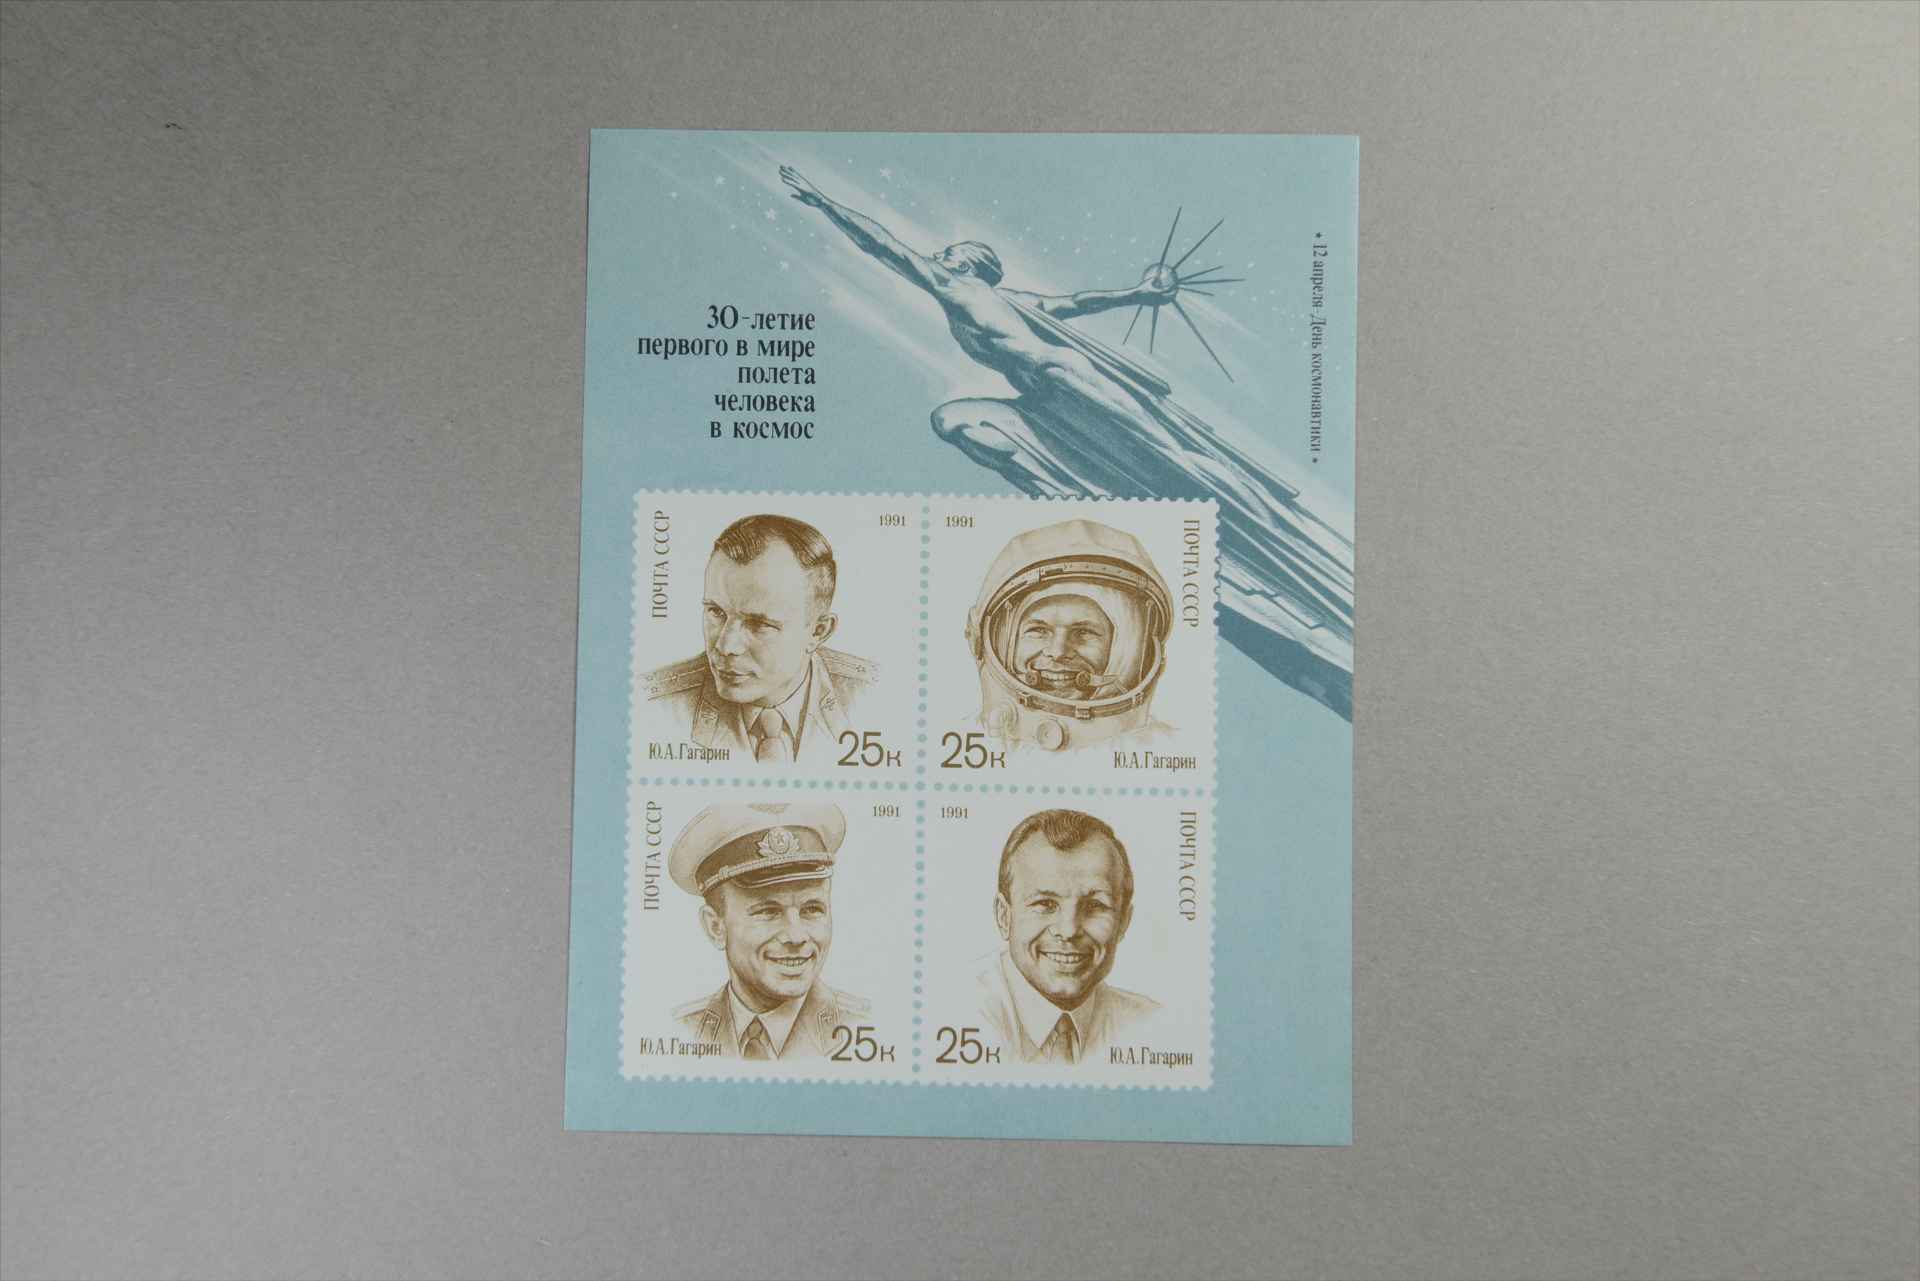 30-летие
первого в мире
полета
человека
в космос
* 12 апреля-День космонавтики *
ПОЧТА СССР
1991
Ю.А.Гагарин
25к
1991
ПОЧТА СССР
25к
Ю.А.Гагарин
ПОЧТА СССР
1991
Ю.А.Гагарин
25к
1991
ПОЧТА СССР
25к
Ю.А.Гагарин